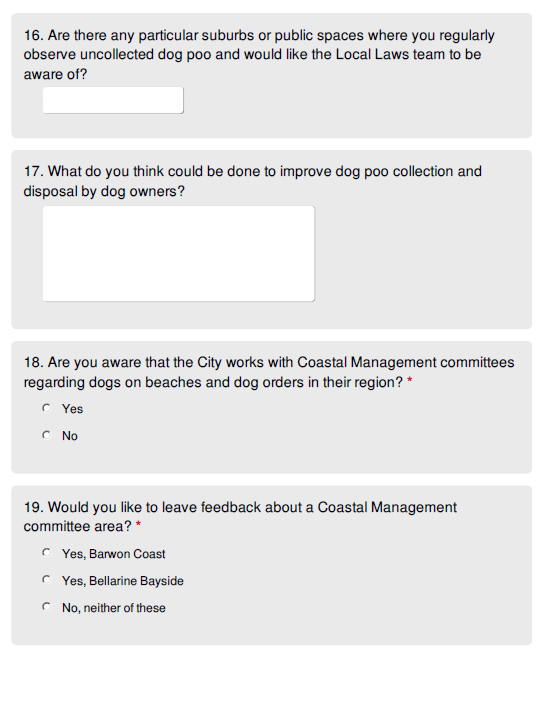 16. Are there any particular suburbs or public spaces where you regularly
observe uncollected dog poo and would like the Local Laws team to be
aware of?
17. What do you think could be done to improve dog poo collection and
disposal by dog owners?
18. Are you aware that the City works with Coastal Management committees
regarding dogs on beaches and dog orders in their region? *
Yes
No
19. Would you like to leave feedback about a Coastal Management
committee area? *
Yes, Barwon Coast
Yes, Bellarine Bayside
No, neither of these